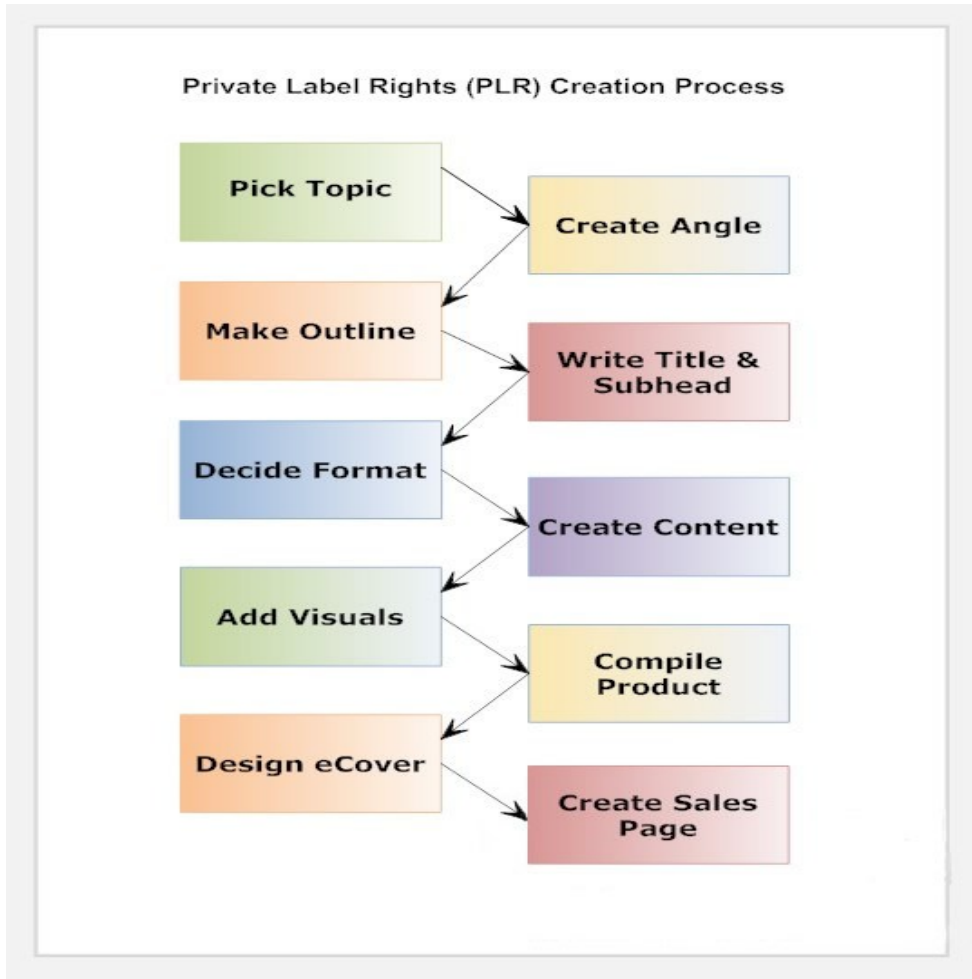 Private Label Rights (PLR) Creation Process
Pick Topic
Create Angle
Make Outline
Write Title &
Subhead
Decide Format
Create Content
Add Visuals
Compile
Product
Design eCover
Create Sales
Page